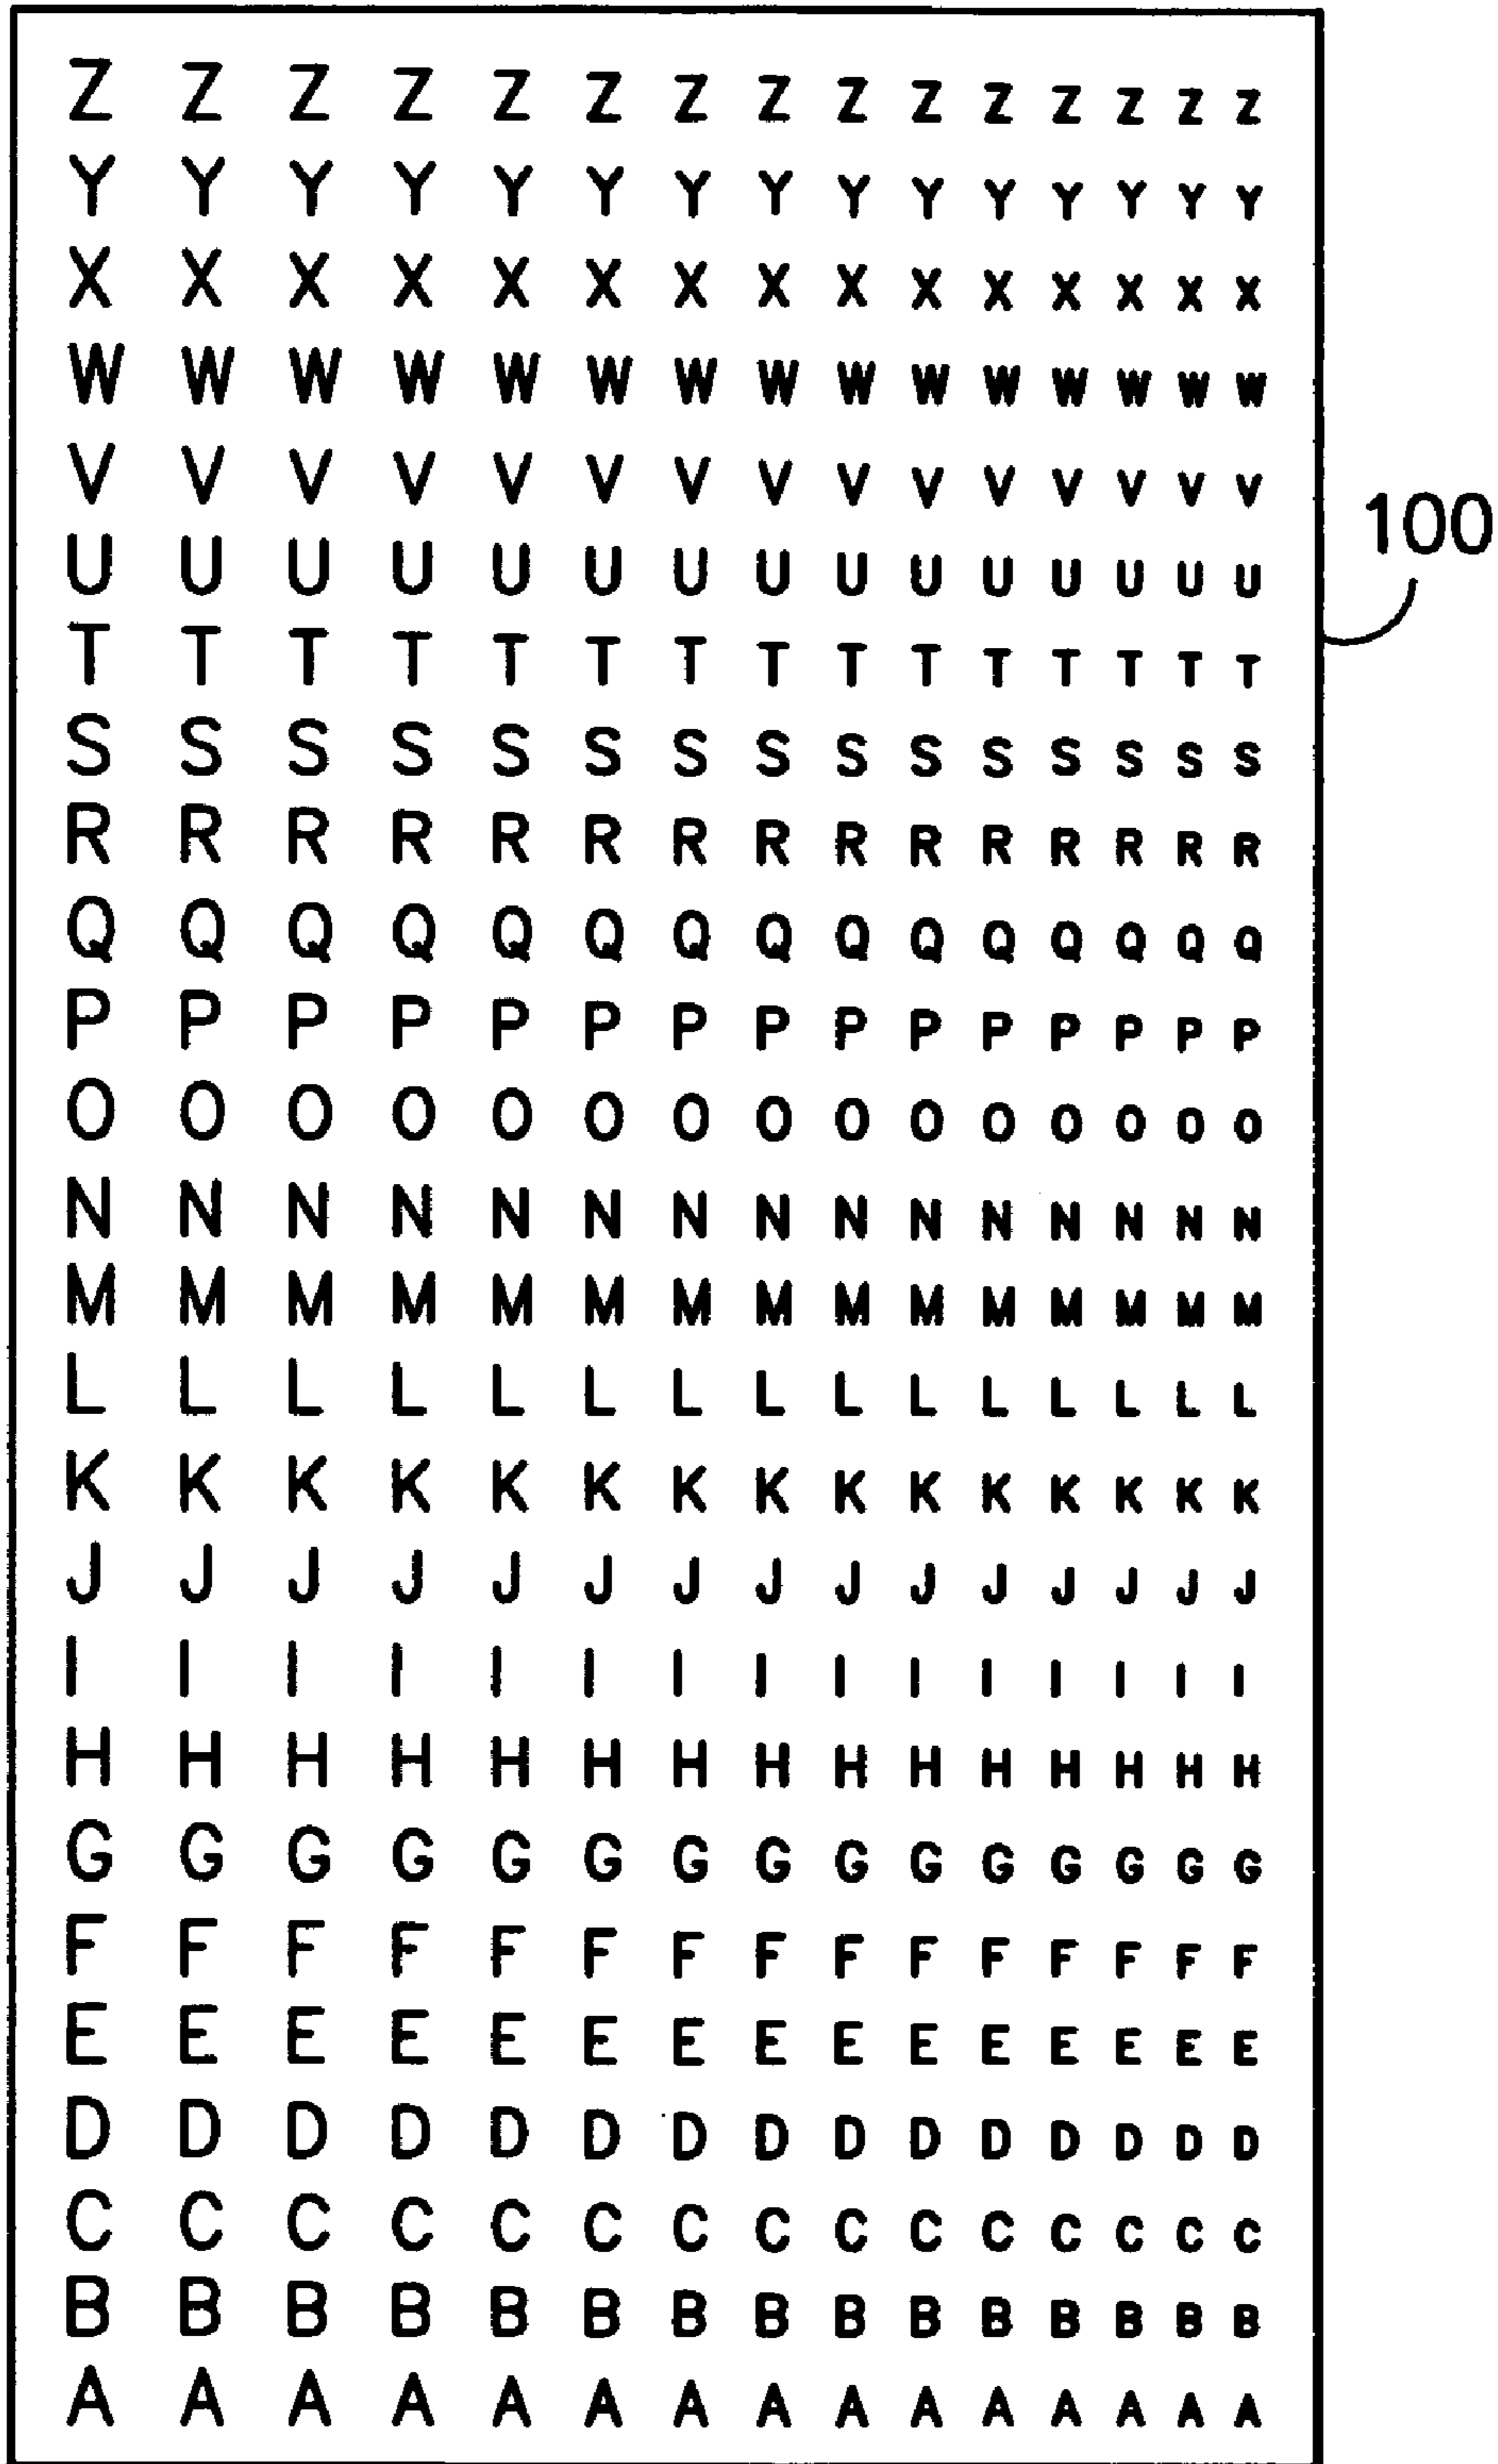 Z Z Z Z Z Z Z Z Z Z Z Z Z Z Z
Y Y Y Y Y Y Y Y Y Y Y Y Y Y Y
X X X X X X X X X X X X X X X
W W W W W W W W W W W W W W W
V V V V V V V V V V V V V V V
100
U U U U U U U U U U U U U U U
T T T T T T T T T T T T T T T
S S S S S S S S S S S S S S S
R R R R R R R R R R R R R R R
Q Q Q Q Q Q Q Q Q Q Q Q Q Q Q
P P P P P P P P P P P P P P P
O O O O O O O O O O O O O O O
N N N N N N N N N N N N N N N
M M M M M M M M M M M M M M M
L L L L L L L L L L L L L L L
K K K K K K K K K K K K K K K
J J J J J J J J J J J J J J J
I I I I I I I I I I I I I I I
H H H H H H H H H H H H H H H
G G G G G G G G G G G G G G G
F F F F F F F F F F F F F F F
E E E E E E E E E E E E E E E
D D D D D D D D D D D D D D D
C C C C C C C C C C C C C C C
B B B B B B B B B B B B B B B
A A A A A A A A A A A A A A A